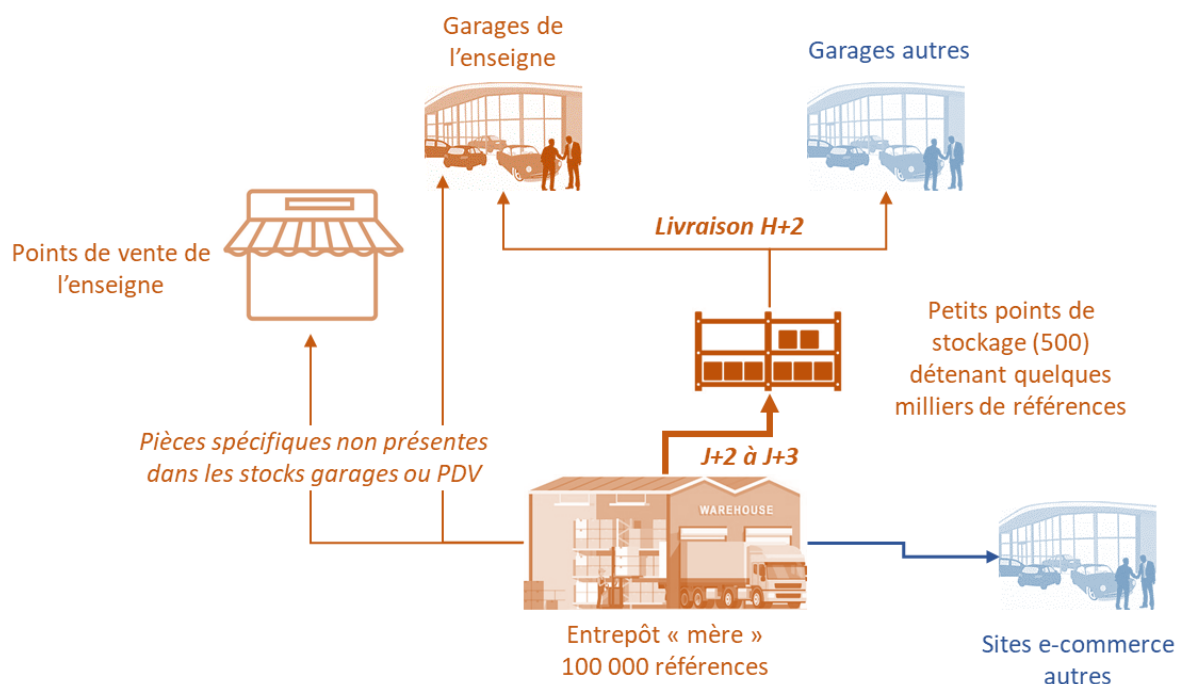 Garages de
l’enseigne
Garages autres
Livraison H+2
Points de vente de
l’enseigne
Petits points de
stockage (500)
détenant quelques
milliers de références
Pièces spécifiques non présentes
dans les stocks garages ou PDV
J+2 à J+3
WAREHOUSE
Entrepôt « mère »
100 000 références
Sites e-commerce
autres